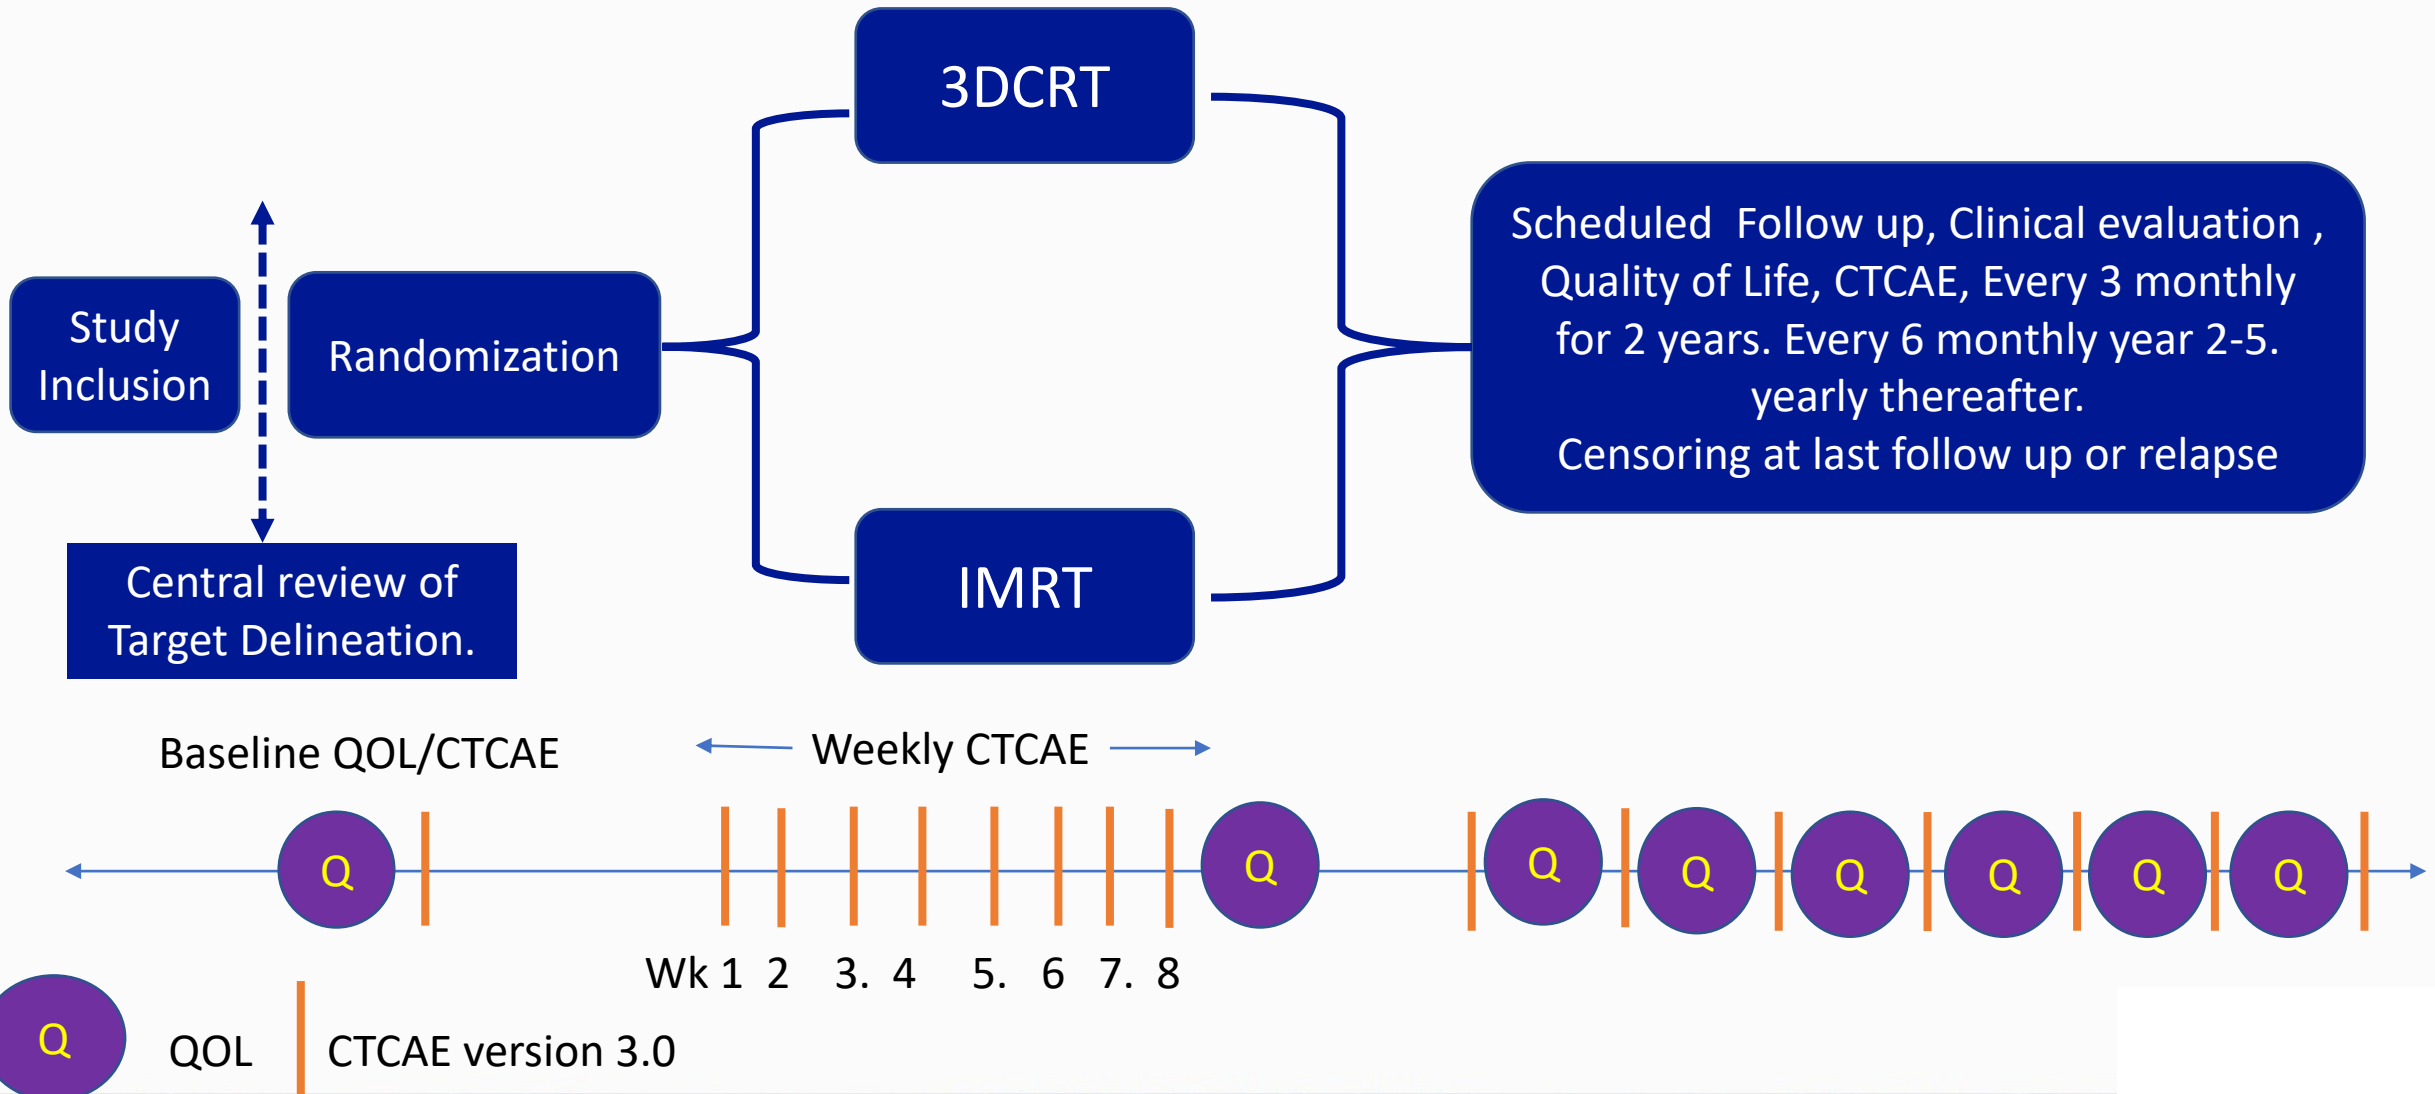 3DCRT
Study
Inclusion
Randomization
Scheduled  Follow up, Clinical evaluation ,
Quality of Life, CTCAE, Every 3 monthly
for 2 years. Every 6 monthly year 2-5.
yearly thereafter.
Censoring at last follow up or relapse
IMRT
Central review of
Target Delineation.
Baseline QOL/CTCAE
Weekly CTCAE
Q
Q
Q
Q
Q
Q
Q
Q
Wk 1 2 3. 4 5. 6 7. 8
Q
QOL
CTCAE version 3.0